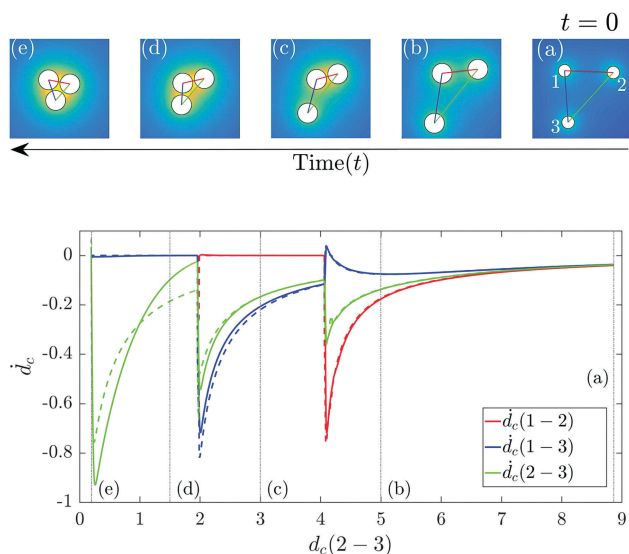 t = 0
(e) (d) (c) (b) (a)
1 2
3
Time(t)
0
-0.2
-0.4
-0.6
-0.8
-1
ḋ_c
(a)
(e) (d) (c) (b)
ḋ_c(1 − 2)
ḋ_c(1 − 3)
ḋ_c(2 − 3)
0 1 2 3 4 5 6 7 8 9
d_c(2 − 3)